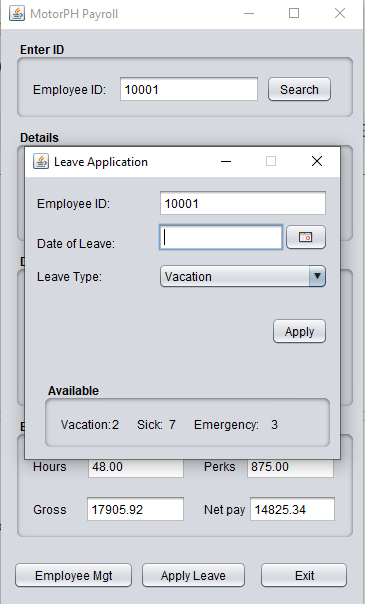 MotorPH Payroll
Enter ID
Employee ID: 10001 Search
Details
Leave Application
Employee ID: 10001
Date of Leave:
Leave Type: Vacation
Apply
Available
Vacation:2 Sick: 7 Emergency: 3
Hours 48.00 Perks 875.00
Gross 17905.92 Net pay 14825.34
Employee Mgt Apply Leave Exit